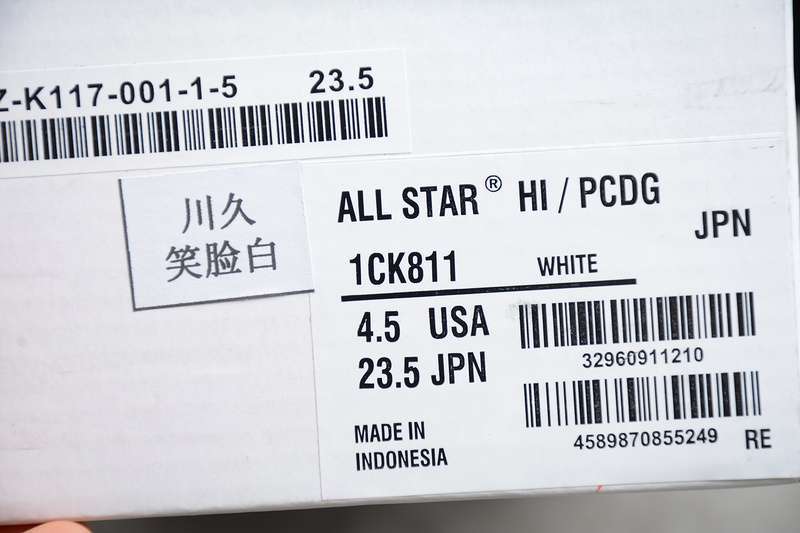 Z-K117-001-1-5 23.5
川久
笑脸白
ALL STAR® HI / PCDG
JPN
1CK811 WHITE
4.5 USA
23.5 JPN
32960911210
4589870855249 RE
MADE IN
INDONESIA